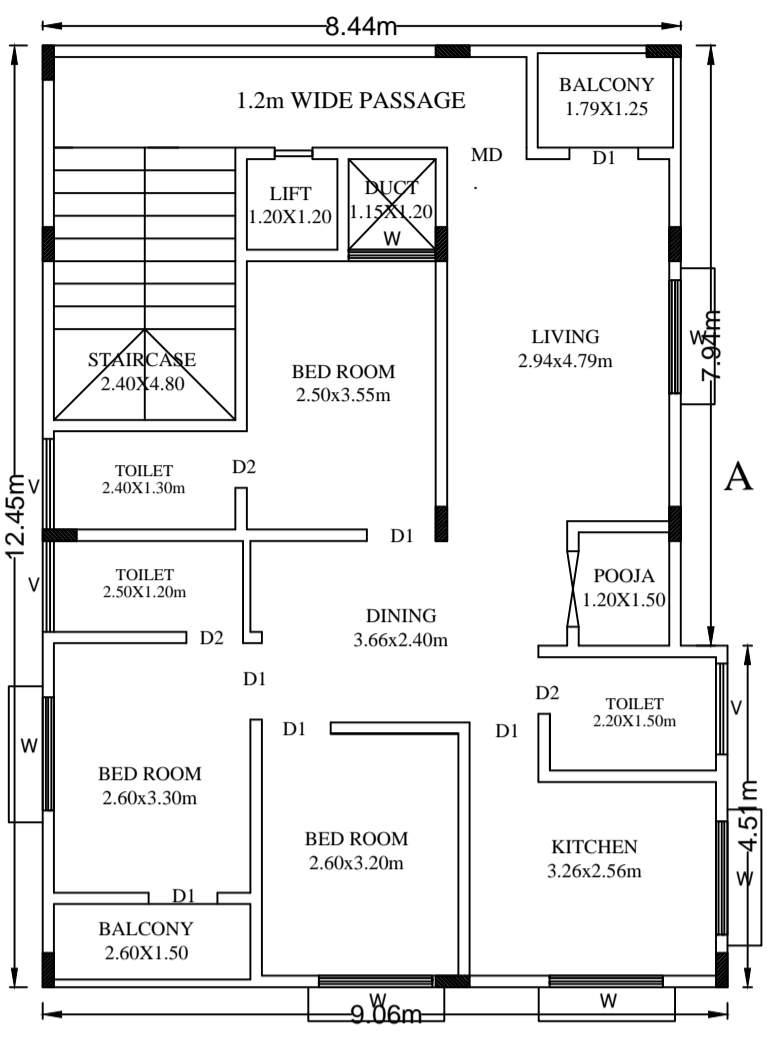 8.44m
BALCONY
1.79X1.25
1.2m WIDE PASSAGE
MD
D1
LIFT
1.20X1.20
DUCT
1.15X1.20
W
LIVING
2.94x4.79m
W
7.94m
STAIRCASE
2.40X4.80
BED ROOM
2.50x3.55m
TOILET
2.40X1.30m
D2
V
A
12.45m
D1
TOILET
2.50X1.20m
V
POOJA
1.20X1.50
DINING
3.66x2.40m
D2
D1
D2
TOILET
2.20X1.50m
V
D1
D1
W
BED ROOM
2.60x3.30m
BED ROOM
2.60x3.20m
KITCHEN
3.26x2.56m
4.51m
W
D1
BALCONY
2.60X1.50
W
W
9.06m